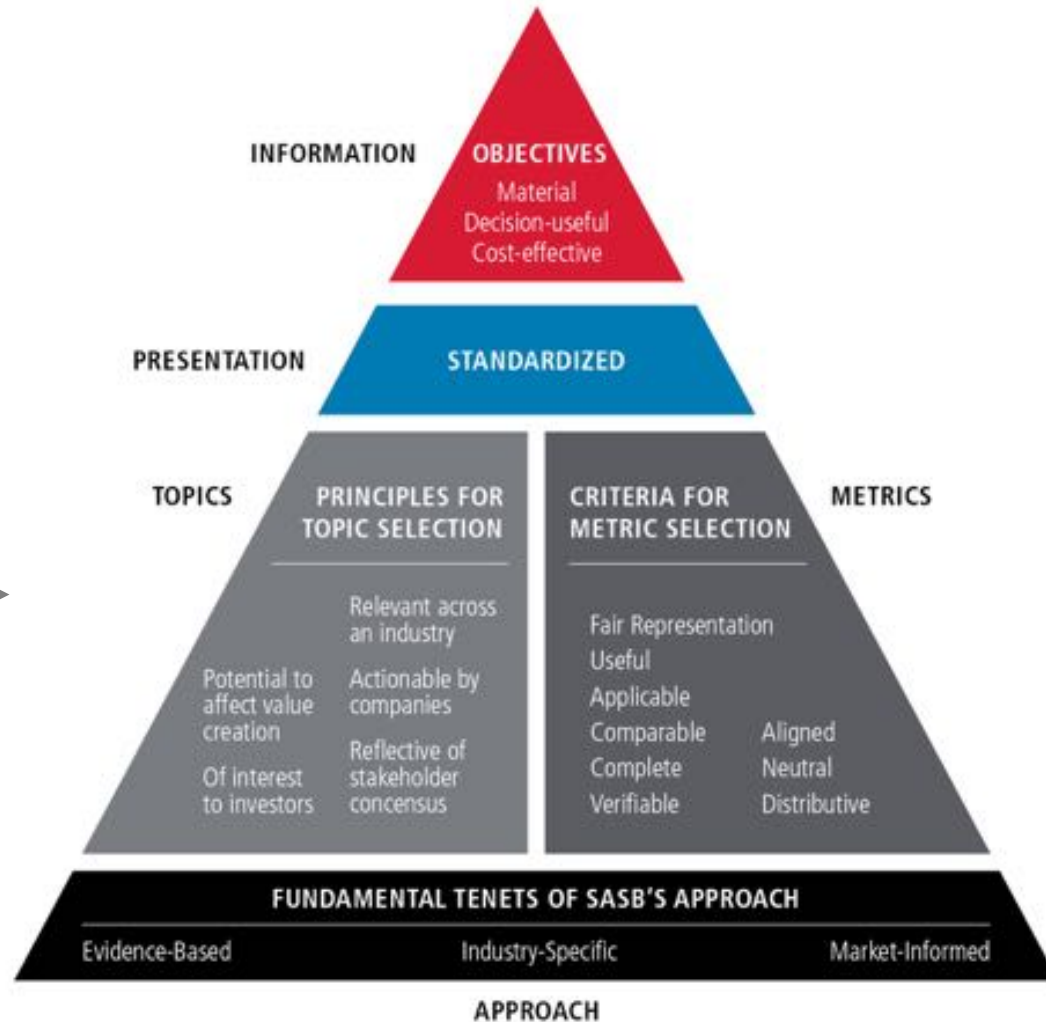 INFORMATION
OBJECTIVES
Material
Decision-useful
Cost-effective
PRESENTATION
STANDARDIZED
TOPICS
PRINCIPLES FOR
TOPIC SELECTION
Potential to
affect value
creation
Of interest
to investors
Relevant across
an industry
Actionable by
companies
Reflective of
stakeholder
concensus
CRITERIA FOR
METRIC SELECTION
METRICS
Fair Representation
Useful
Applicable
Comparable
Complete
Verifiable
Aligned
Neutral
Distributive
FUNDAMENTAL TENETS OF SASB'S APPROACH
Evidence-Based
Industry-Specific
Market-Informed
APPROACH